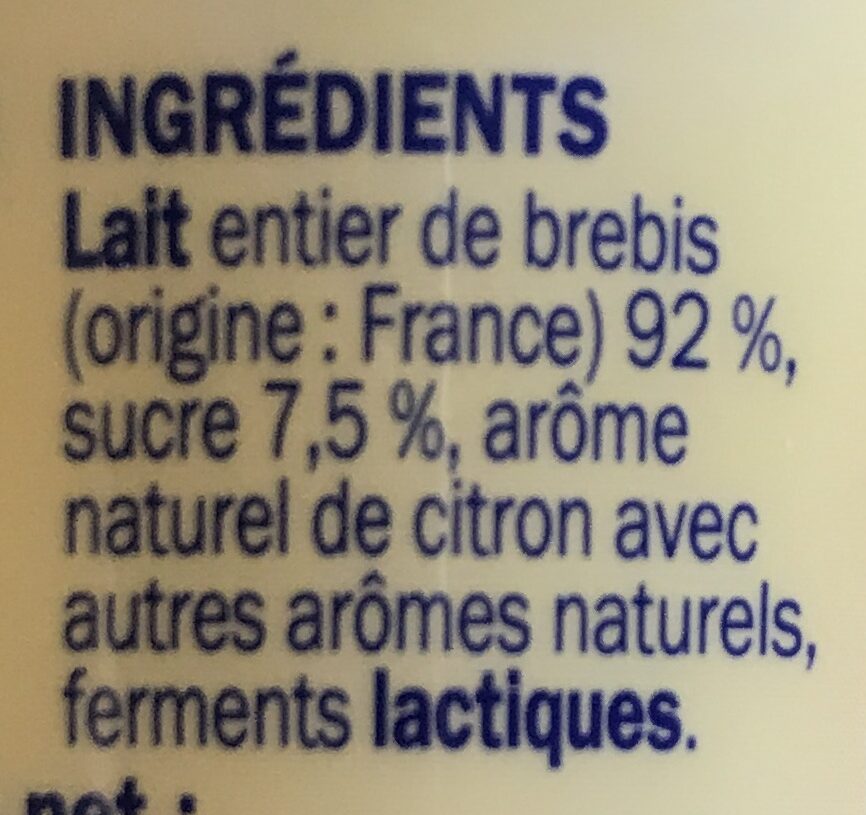 INGRÉDIENTS
Lait entier de brebis
(origine : France) 92 %,
sucre 7,5 %, arôme
naturel de citron avec
autres arômes naturels,
ferments lactiques.
net :